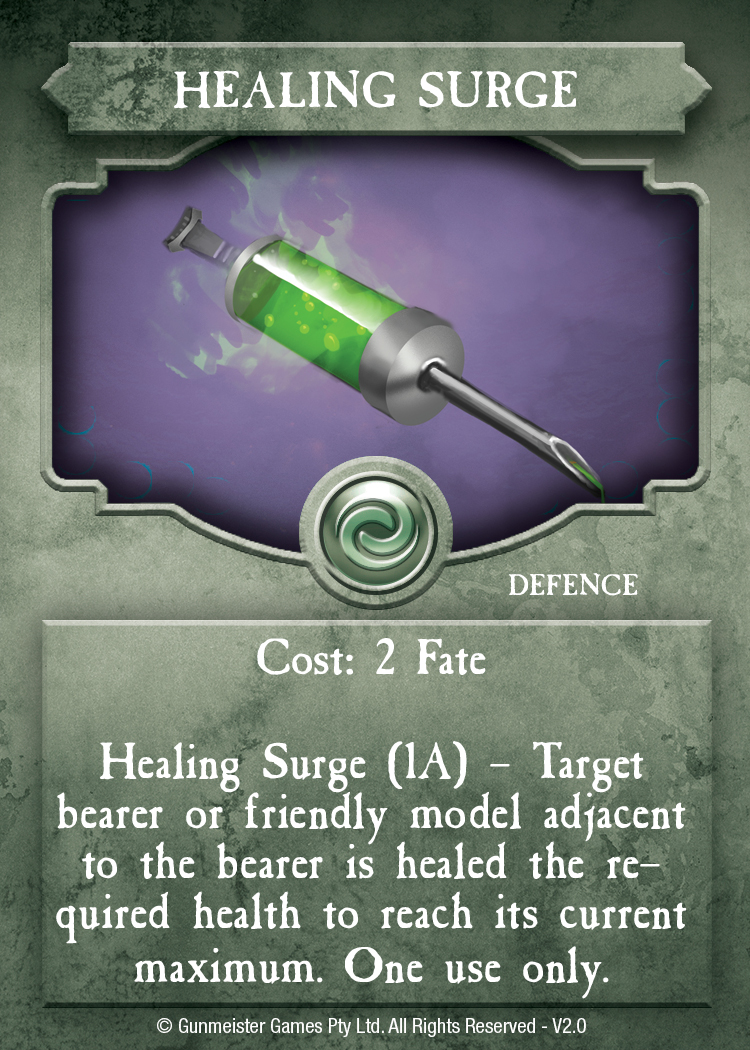 HEALING SURGE
DEFENCE
Cost: 2 Fate
Healing Surge (1A) – Target
bearer or friendly model adjacent
to the bearer is healed the re–
quired health to reach its current
maximum. One use only.
© Gunmeister Games Pty Ltd. All Rights Reserved - V2.0